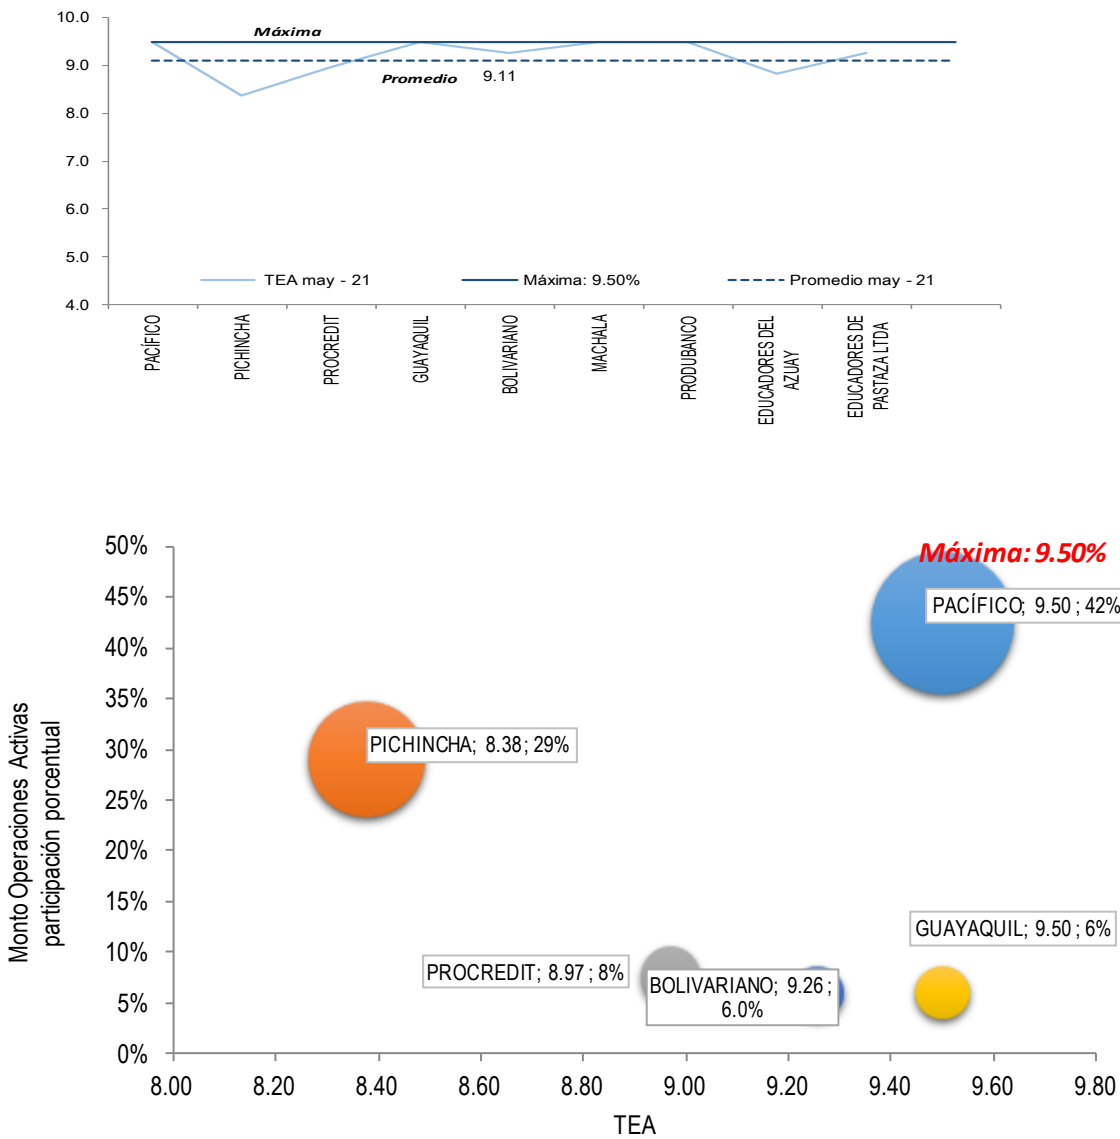 10.0
9.0
8.0
7.0
6.0
5.0
4.0
Máxima
Promedio
9.11
TEA may - 21
Máxima: 9.50%
Promedio may - 21
PACÍFICO
PICHINCHA
PROCREDIT
GUAYAQUIL
BOLIVARIANO
MACHALA
PRODUBANCO
EDUCADORES DEL
AZUAY
EDUCADORES DE
PASTAZA LTDA
Monto Operaciones Activas
participación porcentual
50%
45%
40%
35%
30%
25%
20%
15%
10%
5%
0%
Máxima: 9.50%
PACÍFICO; 9.50 ; 42%
PICHINCHA; 8.38 ; 29%
GUAYAQUIL; 9.50 ; 6%
PROCREDIT; 8.97 ; 8%
BOLIVARIANO; 9.26 ;
6.0%
8.00 8.20 8.40 8.60 8.80 9.00 9.20 9.40 9.60 9.80
TEA